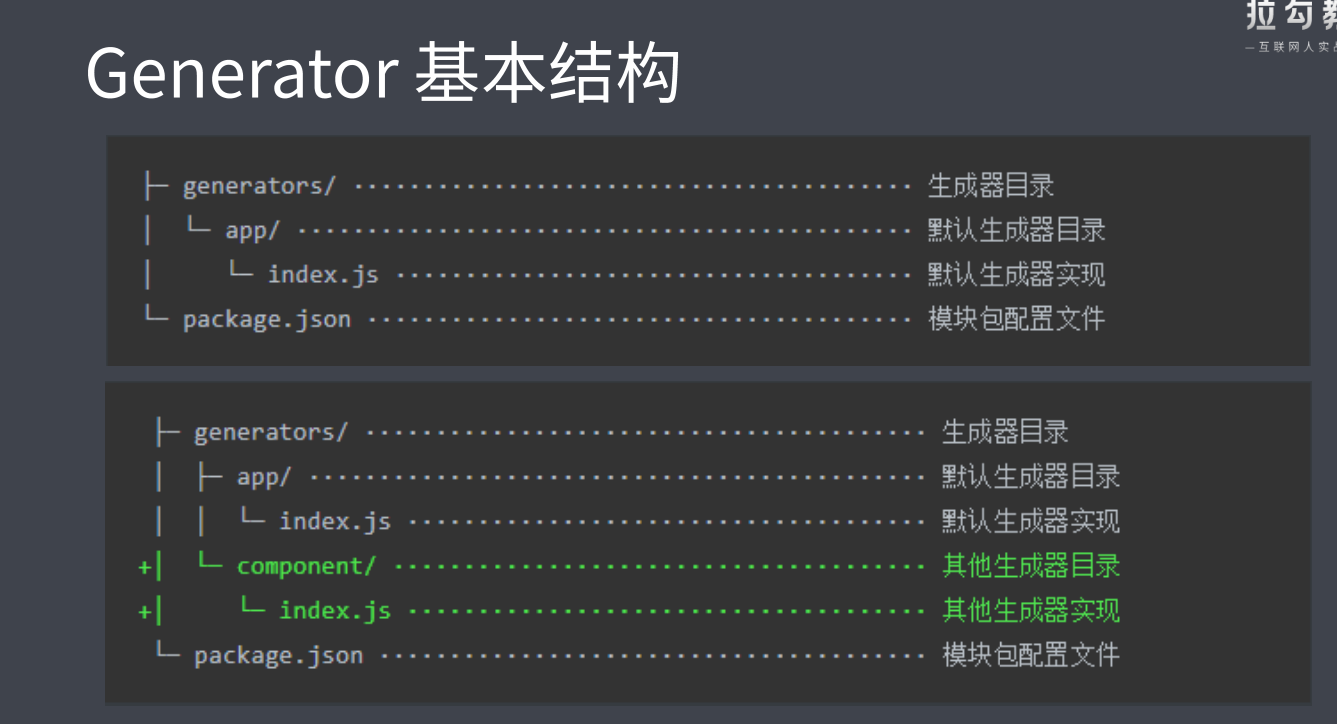 拉勾教
—互联网人实战
Generator 基本结构
├─ generators/ ········································ 生成器目录
│  └─ app/ ············································ 默认生成器目录
│     └─ index.js ····································· 默认生成器实现
└─ package.json ······································· 模块包配置文件
├─ generators/ ········································ 生成器目录
│  ├─ app/ ············································ 默认生成器目录
│  │  └─ index.js ····································· 默认生成器实现
+│  └─ component/ ······································ 其他生成器目录
+│     └─ index.js ····································· 其他生成器实现
└─ package.json ······································· 模块包配置文件